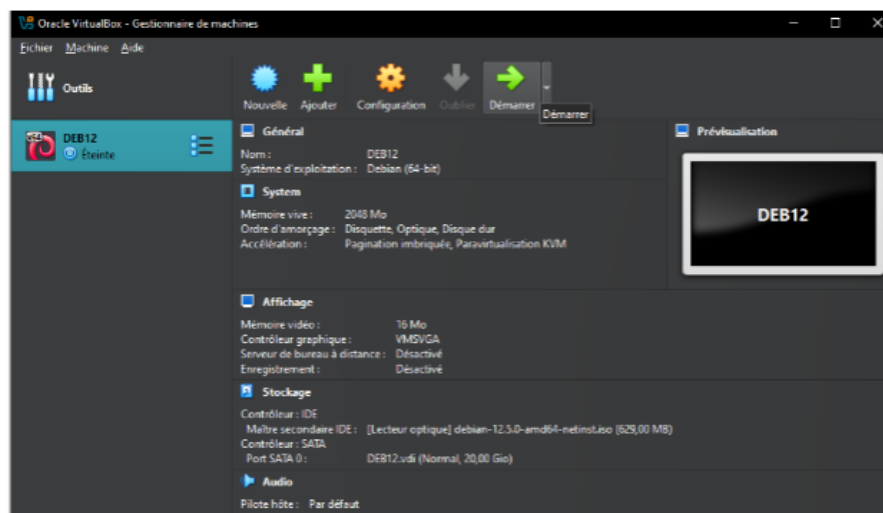 Oracle VirtualBox - Gestionnaire de machines
Fichier Machine Aide
Outils
Nouvelle Ajouter Configuration Oublier Démarrer
Démarrer
DEB12
Éteinte
Général
Nom : DEB12
Système d'exploitation : Debian (64-bit)
System
Mémoire vive : 2048 Mo
Ordre d'amorçage : Disquette, Optique, Disque dur
Accélération : Pagination imbriquée, Paravirtualisation KVM
Prévisualisation
DEB12
Affichage
Mémoire vidéo : 16 Mo
Contrôleur graphique : VMSVGA
Serveur de bureau à distance : Désactivé
Enregistrement : Désactivé
Stockage
Contrôleur : IDE
Maître secondaire IDE : [Lecteur optique] debian-12.5.0-amd64-netinst.iso (629,00 MB)
Contrôleur : SATA
Port SATA 0 : DEB12.vdi (Normal, 20,00 Gio)
Audio
Pilote hôte : Par défaut